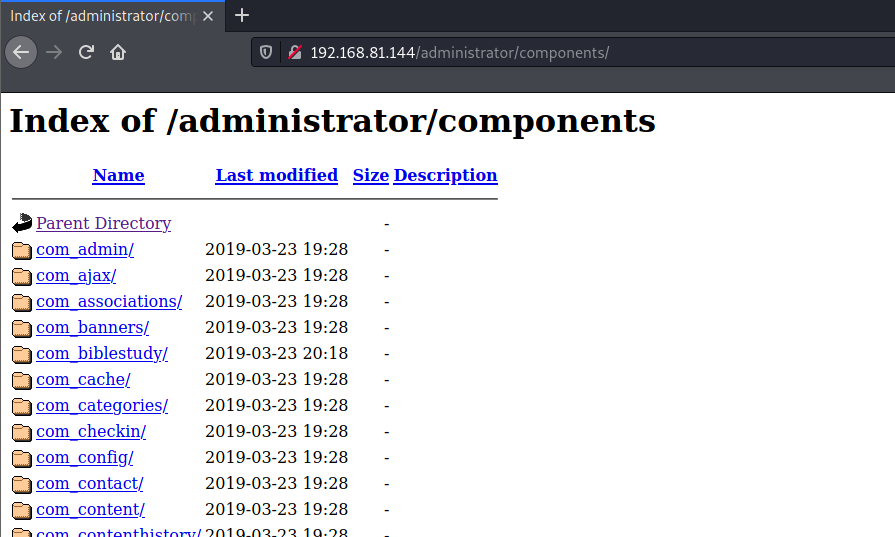 Index of /administrator/com
192.168.81.144/administrator/components/
Index of /administrator/components
Name Last modified Size Description
Parent Directory -
com_admin/ 2019-03-23 19:28 -
com_ajax/ 2019-03-23 19:28 -
com_associations/ 2019-03-23 19:28 -
com_banners/ 2019-03-23 19:28 -
com_biblestudy/ 2019-03-23 20:18 -
com_cache/ 2019-03-23 19:28 -
com_categories/ 2019-03-23 19:28 -
com_checkin/ 2019-03-23 19:28 -
com_config/ 2019-03-23 19:28 -
com_contact/ 2019-03-23 19:28 -
com_content/ 2019-03-23 19:28 -
com_contenthistory/ 2019-03-23 19:28 -